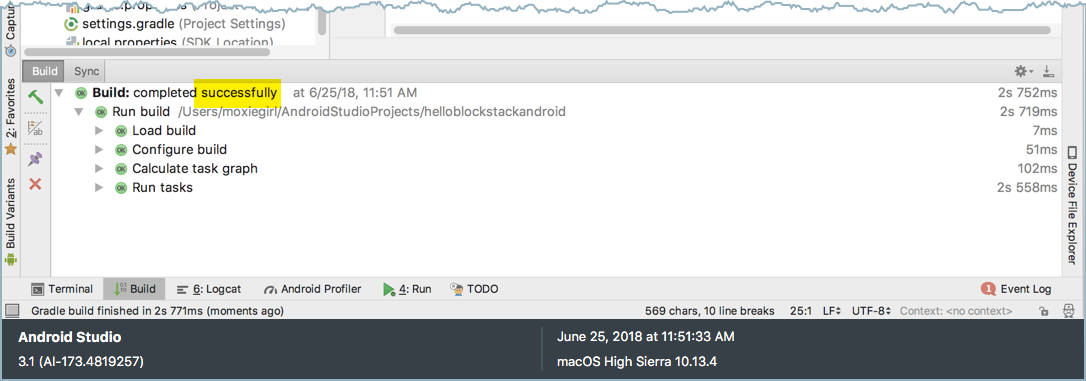 settings.gradle (Project Settings)
local.properties (SDK Location)
Build Sync
Build: completed successfully at 6/25/18, 11:51 AM 2s 752ms
Run build /Users/moxiegirl/AndroidStudioProjects/helloblockstackandroid 2s 719ms
Load build 7ms
Configure build 51ms
Calculate task graph 102ms
Run tasks 2s 558ms
2: Favorites
Build Variants
Device File Explorer
Terminal Build 6: Logcat Android Profiler 4: Run TODO 1 Event Log
Gradle build finished in 2s 771ms (moments ago) 569 chars, 10 line breaks 25:1 LF UTF-8 Context: <no context>
Android Studio June 25, 2018 at 11:51:33 AM
3.1 (AI-173.4819257) macOS High Sierra 10.13.4